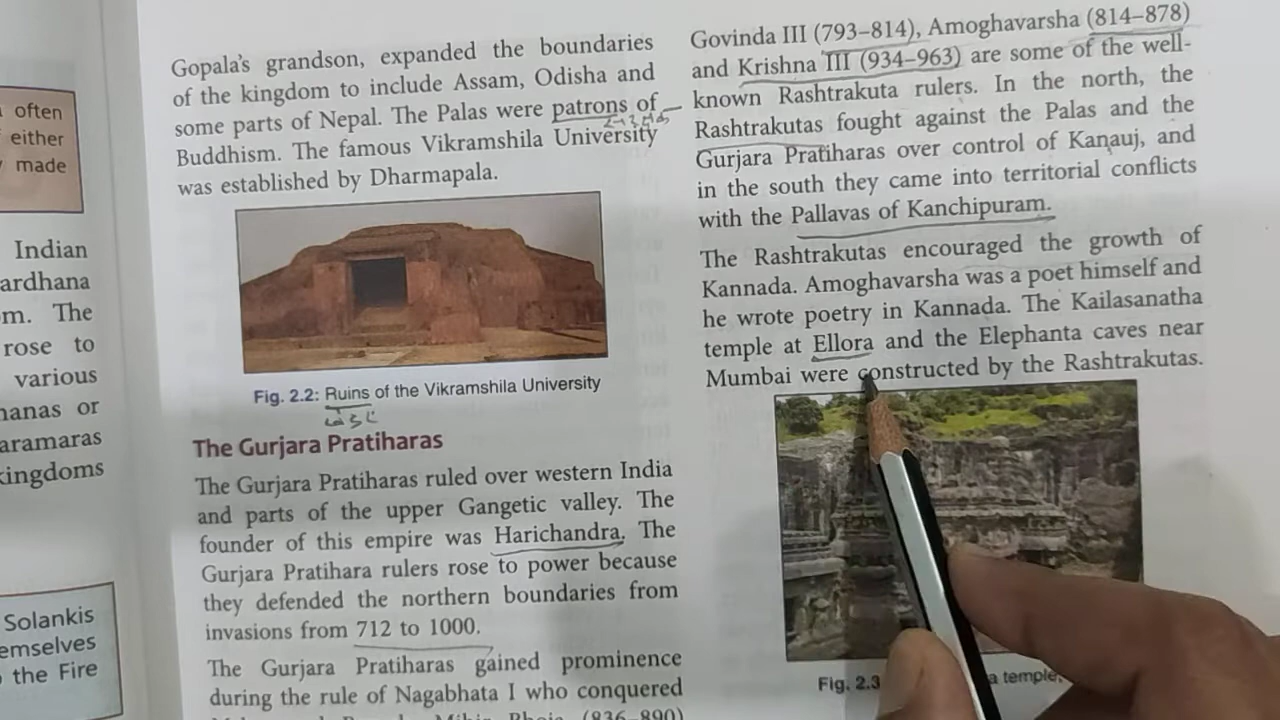 often
either
made
Indian
ardhana
m. The
rose to
various
nanas or
aramaras
kingdoms
Solankis
emselves
the Fire
Gopala's grandson, expanded the boundaries
of the kingdom to include Assam, Odisha and
some parts of Nepal. The Palas were patrons of
Buddhism. The famous Vikramshila University
was established by Dharmapala.
Fig. 2.2: Ruins of the Vikramshila University
The Gurjara Pratiharas
The Gurjara Pratiharas ruled over western India
and parts of the upper Gangetic valley. The
founder of this empire was Harichandra. The
Gurjara Pratihara rulers rose to power because
they defended the northern boundaries from
invasions from 712 to 1000.
The Gurjara Pratiharas gained prominence
during the rule of Nagabhata I who conquered
(836–890)
Govinda III (793–814), Amoghavarsha (814–878)
and Krishna III (934–963) are some of the well-
known Rashtrakuta rulers. In the north, the
Rashtrakutas fought against the Palas and the
Gurjara Pratiharas over control of Kanauj, and
in the south they came into territorial conflicts
with the Pallavas of Kanchipuram.
The Rashtrakutas encouraged the growth of
Kannada. Amoghavarsha was a poet himself and
he wrote poetry in Kannada. The Kailasanatha
temple at Ellora and the Elephanta caves near
Mumbai were constructed by the Rashtrakutas.
Fig. 2.3 a temple,